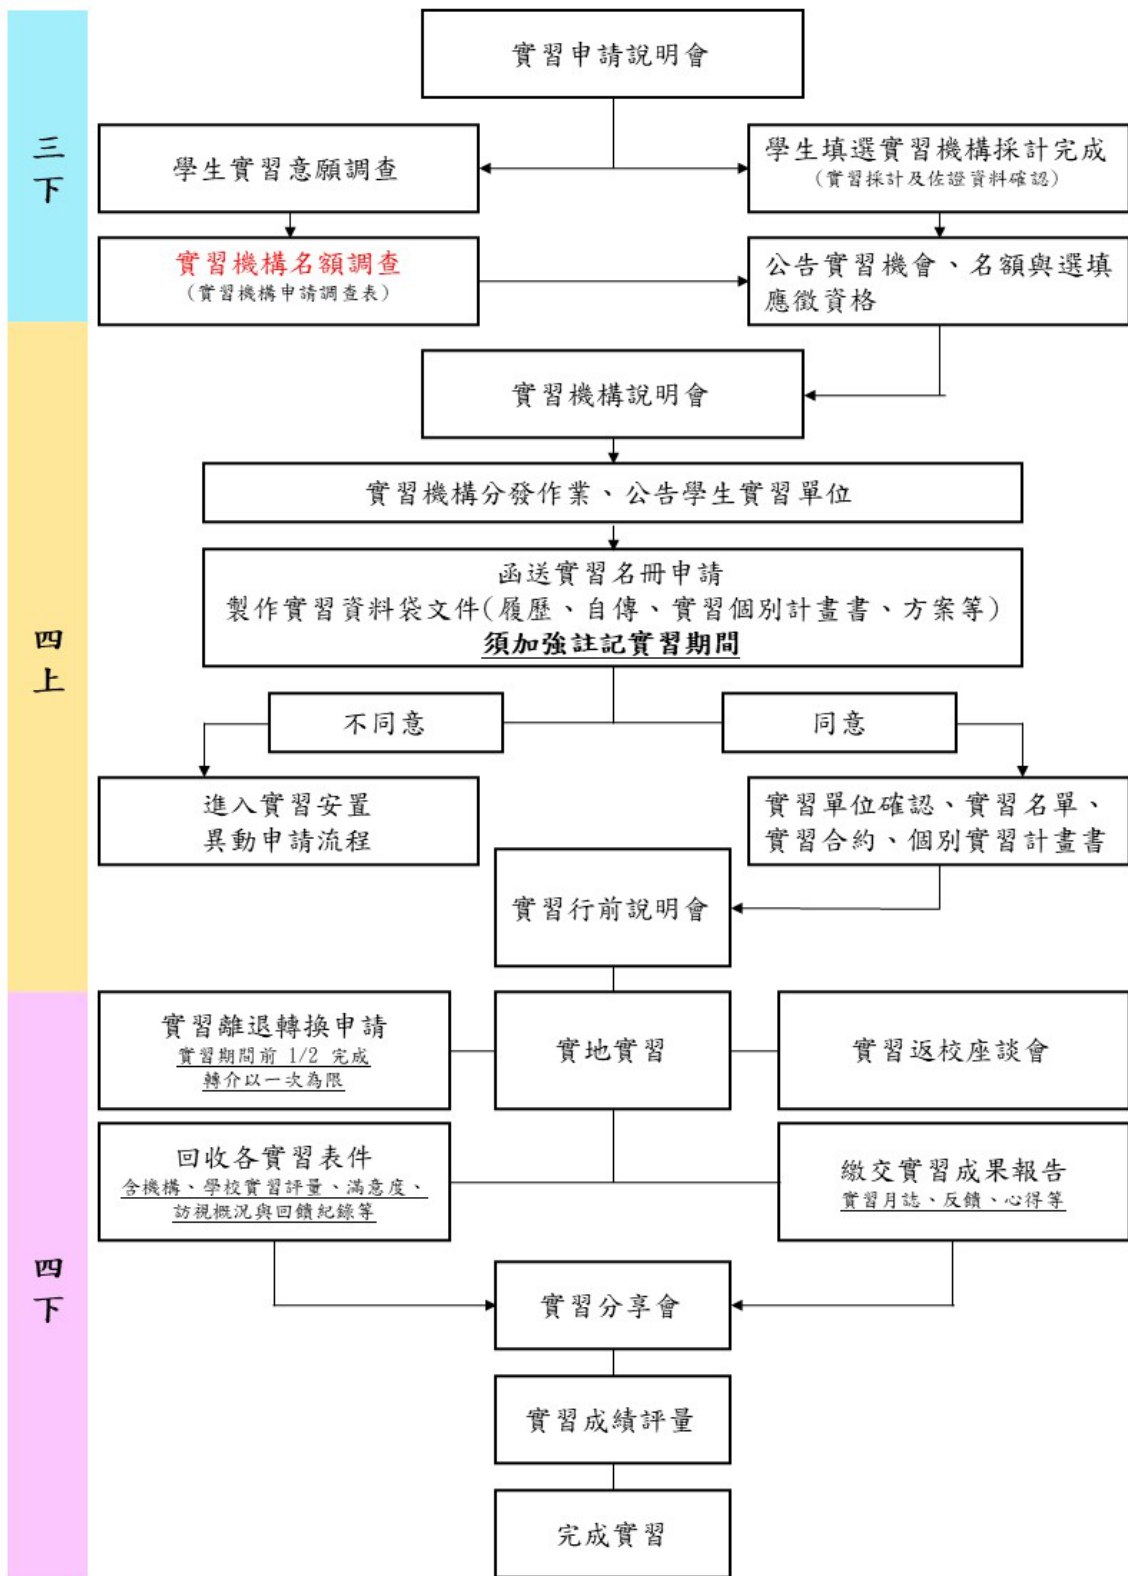 三
下
實習申請說明會
學生實習意願調查
學生填選實習機構採計完成
（實習採計及佐證資料確認）
實習機構名額調查
（實習機構申請調查表）
公告實習機會、名額與選填
應徵資格
四
上
實習機構說明會
實習機構分發作業、公告學生實習單位
函送實習名冊申請
製作實習資料袋文件(履歷、自傳、實習個別計畫書、方案等)
須加強註記實習期間
不同意
同意
進入實習安置
異動申請流程
實習單位確認、實習名單、
實習合約、個別實習計畫書
實習行前說明會
四
下
實習離退轉換申請
實習期間前 1/2 完成
轉介以一次為限
實地實習
實習返校座談會
回收各實習表件
含機構、學校實習評量、滿意度、
訪視概況與回饋紀錄等
繳交實習成果報告
實習月誌、反饋、心得等
實習分享會
實習成績評量
完成實習